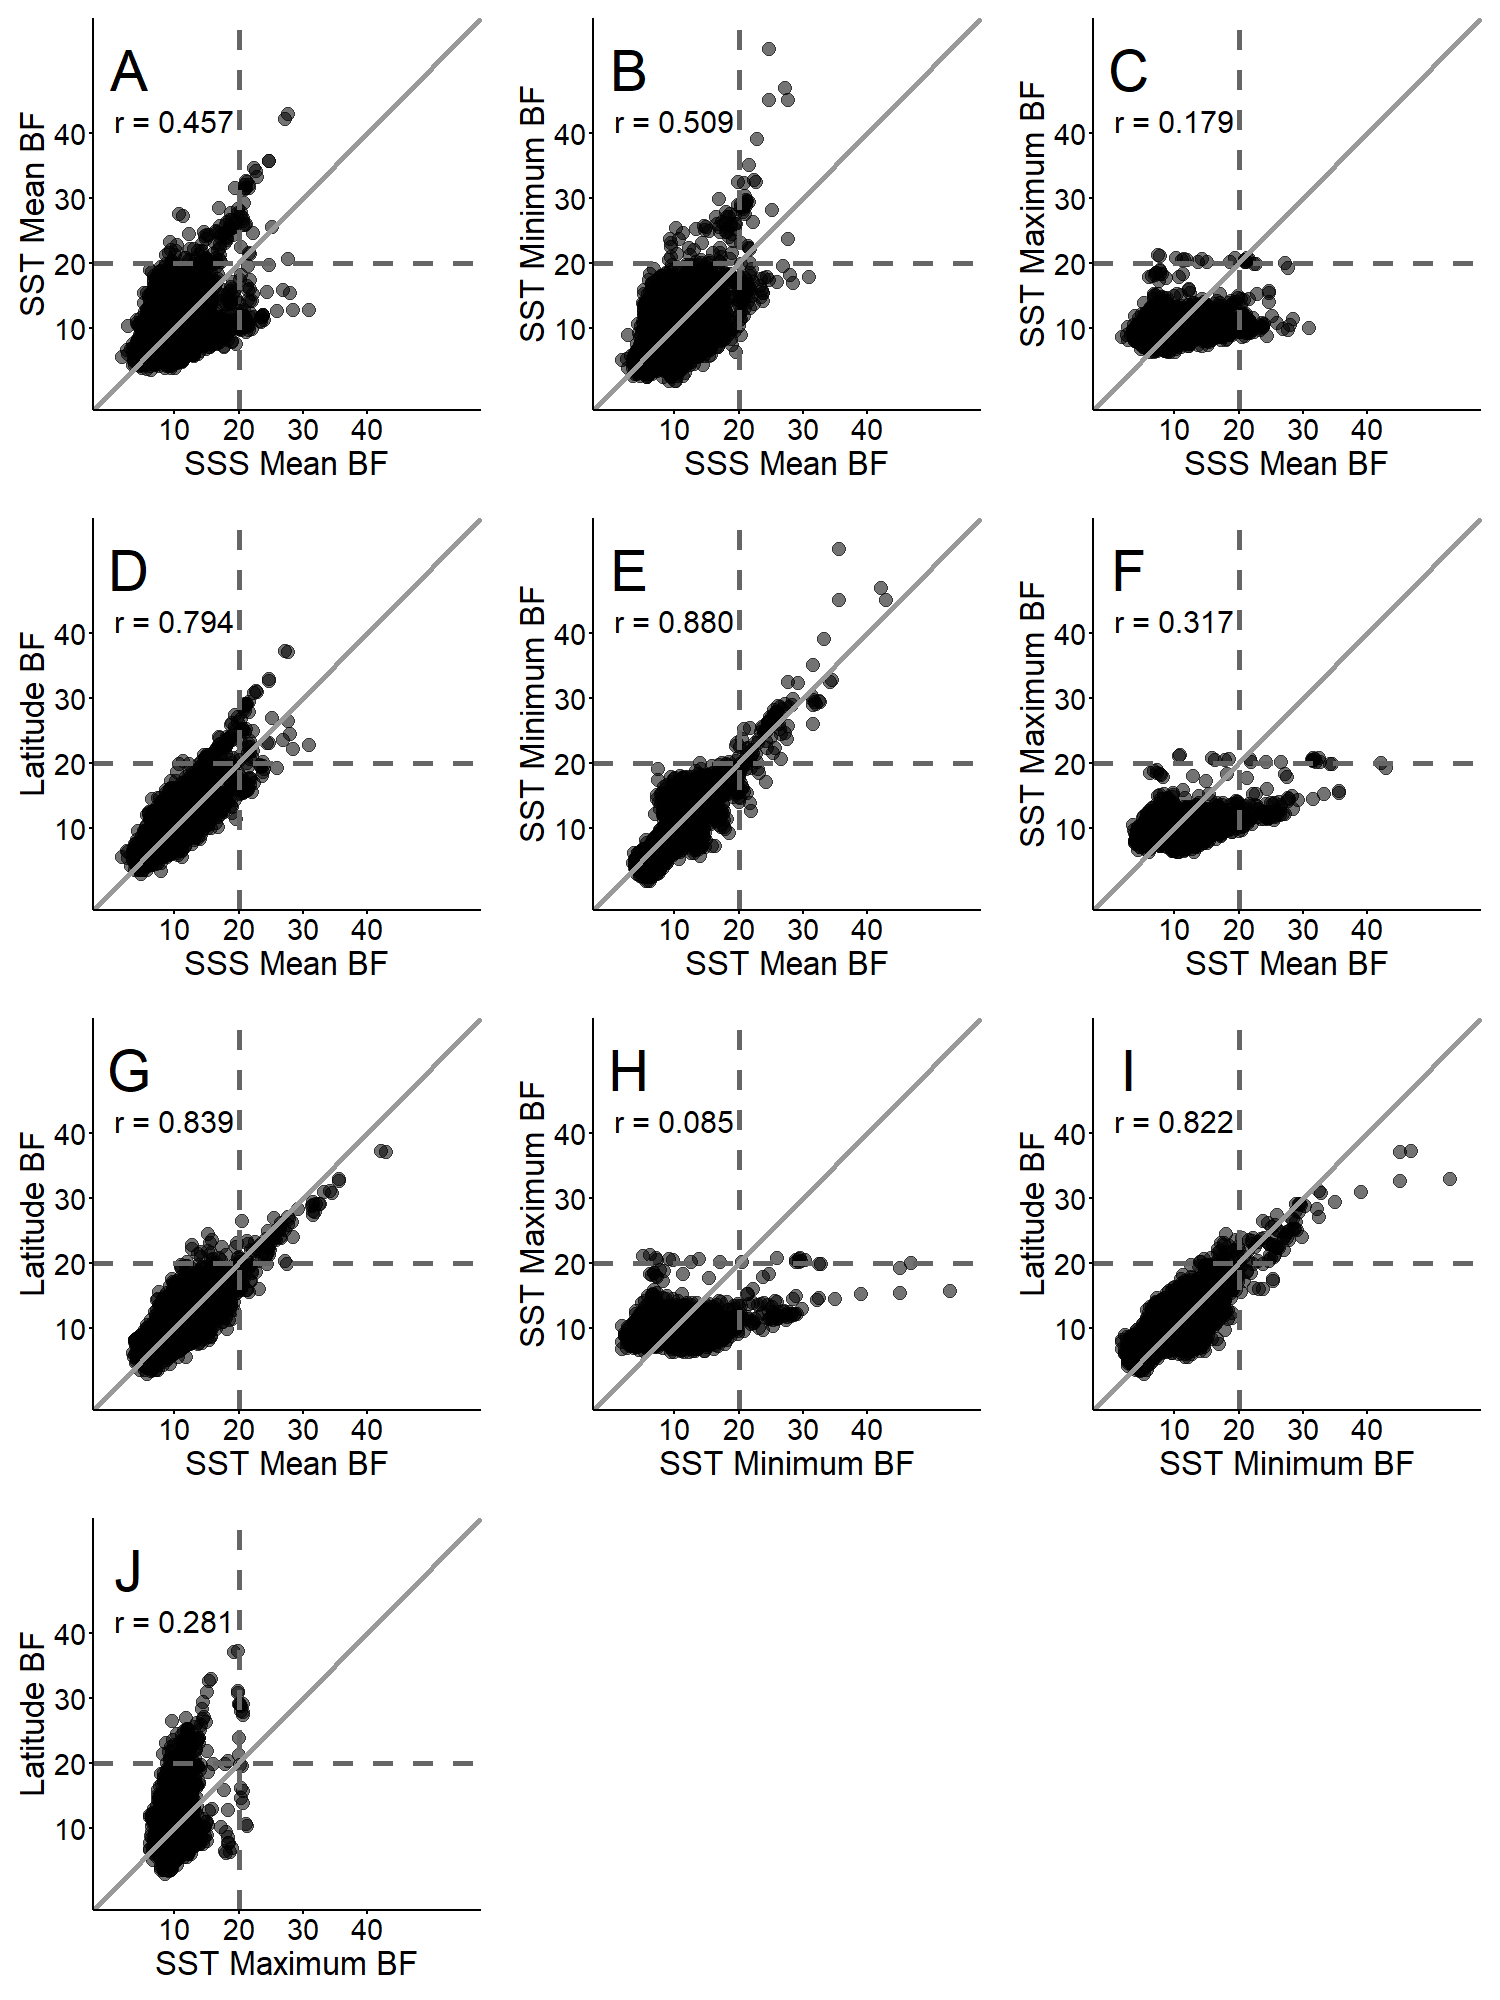 A
r = 0.457
SST Mean BF
40
30
20
10
10 20 30 40
SSS Mean BF
B
r = 0.509
SST Minimum BF
40
30
20
10
10 20 30 40
SSS Mean BF
C
r = 0.179
SST Maximum BF
40
30
20
10
10 20 30 40
SSS Mean BF
D
r = 0.794
Latitude BF
40
30
20
10
10 20 30 40
SSS Mean BF
E
r = 0.880
SST Minimum BF
40
30
20
10
10 20 30 40
SST Mean BF
F
r = 0.317
SST Maximum BF
40
30
20
10
10 20 30 40
SST Mean BF
G
r = 0.839
Latitude BF
40
30
20
10
10 20 30 40
SST Mean BF
H
r = 0.085
SST Maximum BF
40
30
20
10
10 20 30 40
SST Minimum BF
I
r = 0.822
Latitude BF
40
30
20
10
10 20 30 40
SST Minimum BF
J
r = 0.281
Latitude BF
40
30
20
10
10 20 30 40
SST Maximum BF